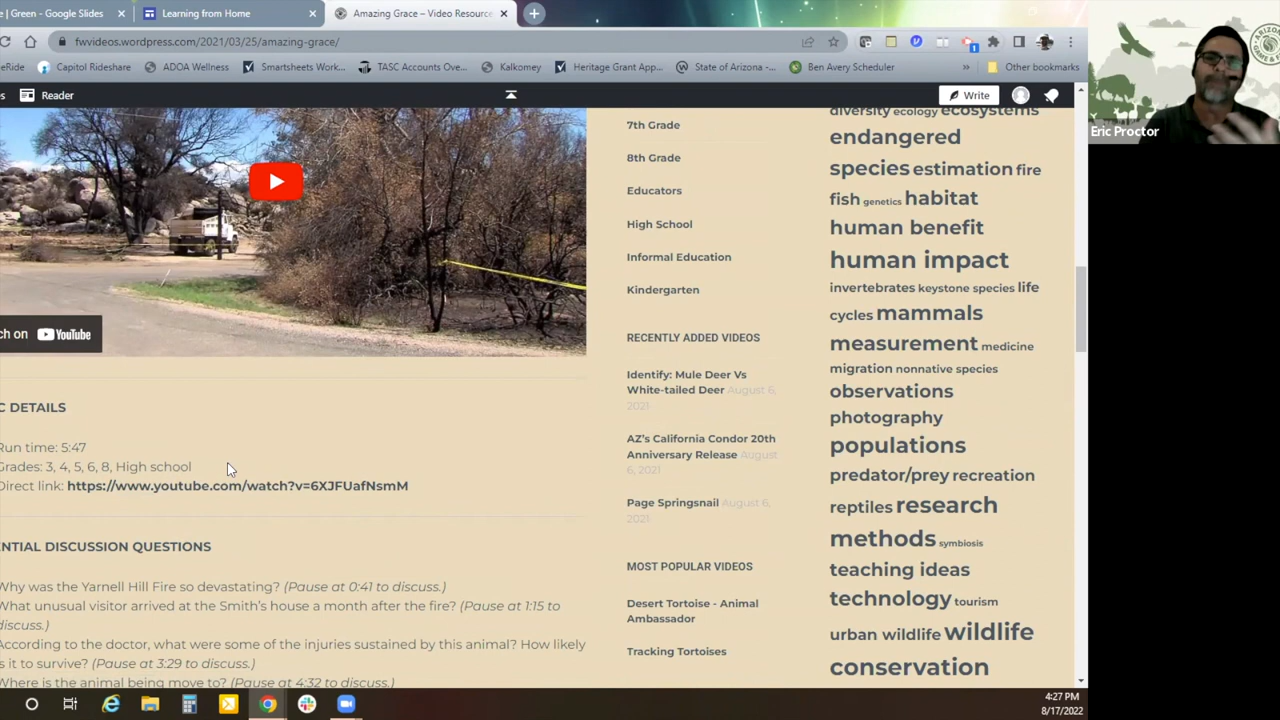 e | Green - Google Slides
Learning from Home
Amazing Grace – Video Resource
fwvideos.wordpress.com/2021/03/25/amazing-grace/
eRide
Capitol Rideshare
ADOA Wellness
Smartsheets Work...
TASC Accounts Ove...
Kalkomey
Heritage Grant App...
State of Arizona -...
Ben Avery Scheduler
»
Other bookmarks
s
Reader
Write
ch on YouTube
C DETAILS
Run time: 5:47
Grades: 3, 4, 5, 6, 8, High school
Direct link: https://www.youtube.com/watch?v=6XJFUafNsmM
NTIAL DISCUSSION QUESTIONS
Why was the Yarnell Hill Fire so devastating? (Pause at 0:41 to discuss.)
What unusual visitor arrived at the Smith's house a month after the fire? (Pause at 1:15 to
discuss.)
According to the doctor, what were some of the injuries sustained by this animal? How likely
is it to survive? (Pause at 3:29 to discuss.)
Where is the animal being move to? (Pause at 4:32 to discuss.)
7th Grade
8th Grade
Educators
High School
Informal Education
Kindergarten
RECENTLY ADDED VIDEOS
Identify: Mule Deer Vs
White-tailed Deer August 6,
2021
AZ's California Condor 20th
Anniversary Release August
6, 2021
Page Springsnail August 6,
2021
MOST POPULAR VIDEOS
Desert Tortoise - Animal
Ambassador
Tracking Tortoises
diversity ecology ecosystems
endangered
species estimation fire
fish genetics habitat
human benefit
human impact
invertebrates keystone species life
cycles mammals
measurement medicine
migration nonnative species
observations
photography
populations
predator/prey recreation
reptiles research
methods symbiosis
teaching ideas
technology tourism
urban wildlife wildlife
conservation
Eric Proctor
4:27 PM
8/17/2022